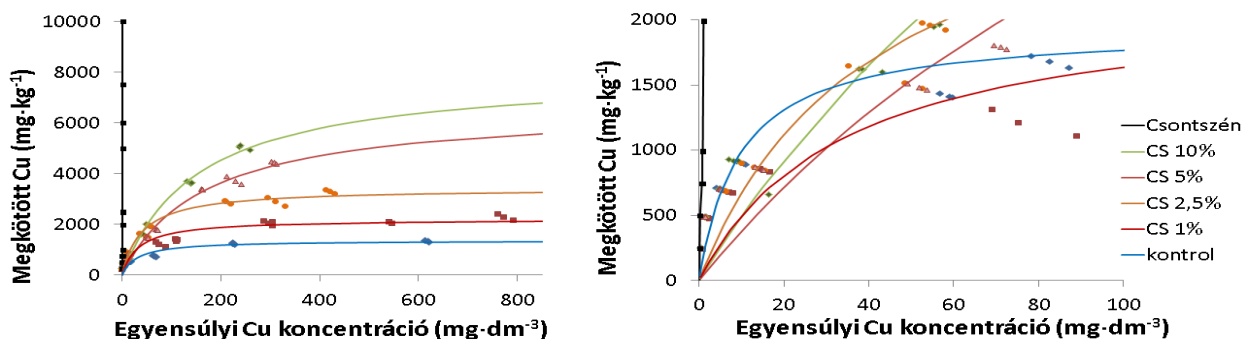 Megkötött Cu (mg·kg⁻¹)
10000
8000
6000
4000
2000
0
0
200
400
600
800
Egyensúlyi Cu koncentráció (mg·dm⁻³)
Megkötött Cu (mg·kg⁻¹)
2000
1500
1000
500
0
0
20
40
60
80
100
Egyensúlyi Cu koncentráció (mg·dm⁻³)
Csontszén
CS 10%
CS 5%
CS 2,5%
CS 1%
kontrol